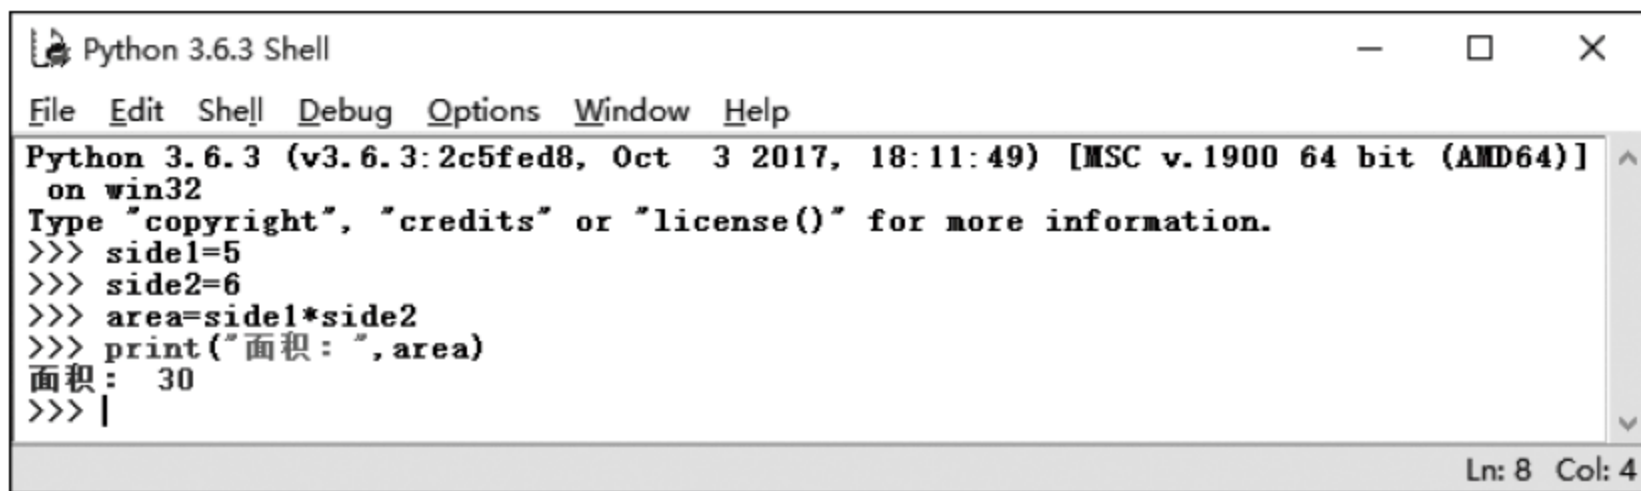 Python 3.6.3 Shell
File Edit Shell Debug Options Window Help
Python 3.6.3 (v3.6.3:2c5fed8, Oct  3 2017, 18:11:49) [MSC v.1900 64 bit (AMD64)]
 on win32
Type "copyright", "credits" or "license()" for more information.
>>> side1=5
>>> side2=6
>>> area=side1*side2
>>> print("面积：",area)
面积： 30
>>>
Ln: 8 Col: 4